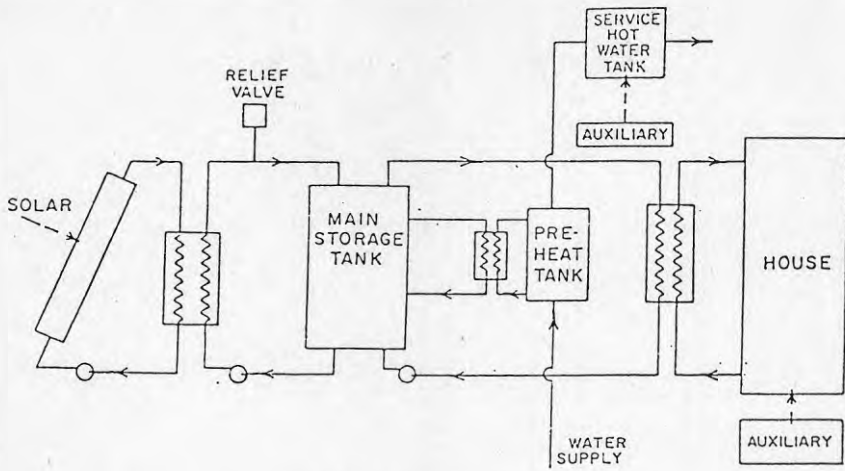 SERVICE
HOT
WATER
TANK
RELIEF
VALVE
AUXILIARY
SOLAR
MAIN
STORAGE
TANK
PRE-
HEAT
TANK
HOUSE
WATER
SUPPLY
AUXILIARY